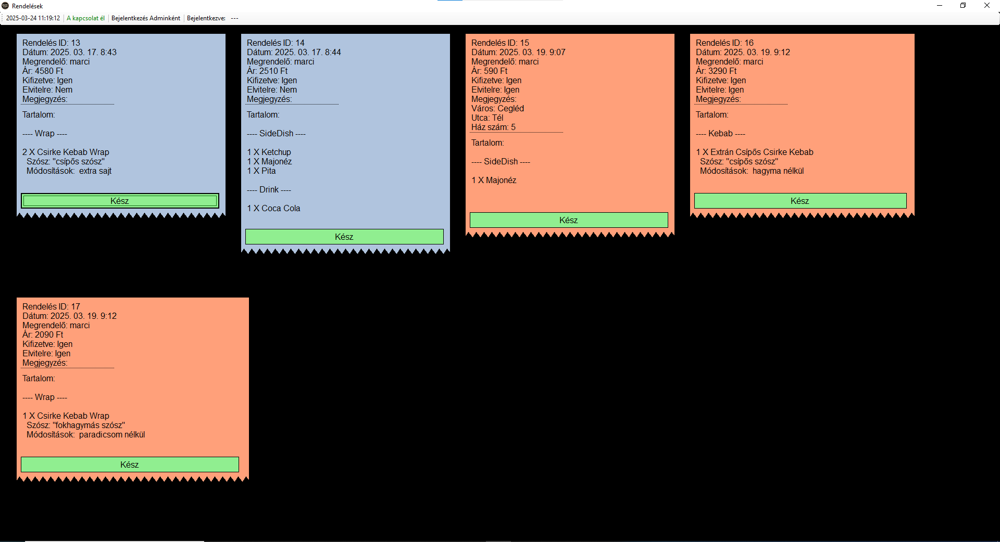 Rendelések
2025-03-24 11:19:12 A kapcsolat él Bejelentkezés Adminként Bejelentkezve: ---
Rendelés ID: 13
Dátum: 2025. 03. 17. 8:43
Megrendelő: marci
Ár: 4580 Ft
Kifizetve: Igen
Elvitelre: Nem
Megjegyzés:
Tartalom:
---- Wrap ----
2 X Csirke Kebab Wrap
Szósz: "csípős szósz"
Módosítások:  extra sajt
Kész
Rendelés ID: 14
Dátum: 2025. 03. 17. 8:44
Megrendelő: marci
Ár: 2510 Ft
Kifizetve: Igen
Elvitelre: Nem
Megjegyzés:
Tartalom:
---- SideDish ----
1 X Ketchup
1 X Majonéz
1 X Pita
---- Drink ----
1 X Coca Cola
Kész
Rendelés ID: 15
Dátum: 2025. 03. 19. 9:07
Megrendelő: marci
Ár: 590 Ft
Kifizetve: Igen
Elvitelre: Igen
Megjegyzés:
Város: Cegléd
Utca: Tél
Ház szám: 5
Tartalom:
---- SideDish ----
1 X Majonéz
Kész
Rendelés ID: 16
Dátum: 2025. 03. 19. 9:12
Megrendelő: marci
Ár: 3290 Ft
Kifizetve: Igen
Elvitelre: Igen
Megjegyzés:
Tartalom:
---- Kebab ----
1 X Extrán Csípős Csirke Kebab
Szósz: "csípős szósz"
Módosítások:  hagyma nélkül
Kész
Rendelés ID: 17
Dátum: 2025. 03. 19. 9:12
Megrendelő: marci
Ár: 2090 Ft
Kifizetve: Igen
Elvitelre: Igen
Megjegyzés:
Tartalom:
---- Wrap ----
1 X Csirke Kebab Wrap
Szósz: "fokhagymás szósz"
Módosítások:  paradicsom nélkül
Kész